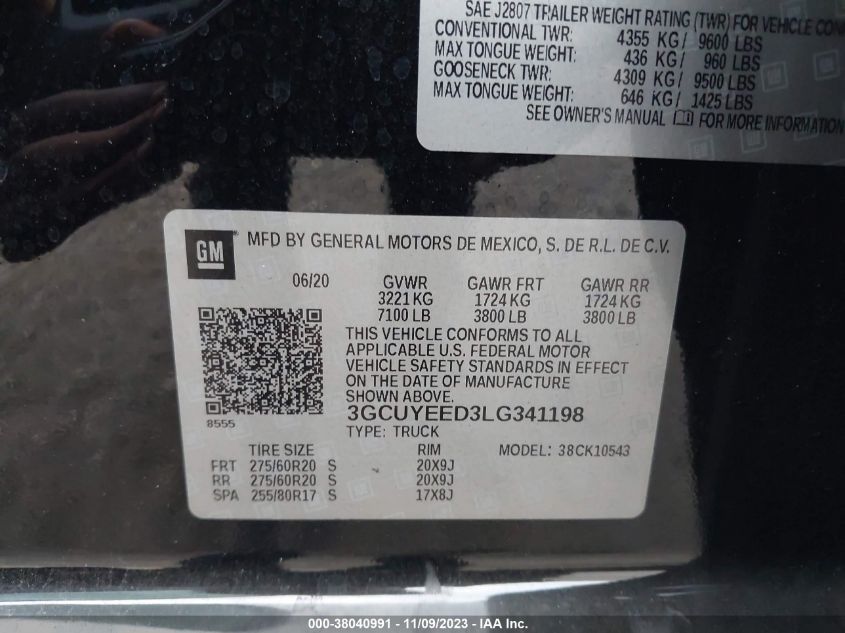 SAE J2807 TRAILER WEIGHT RATING (TWR) FOR VEHICLE
CONVENTIONAL TWR: 4355 KG/ 9600 LBS
MAX TONGUE WEIGHT: 436 KG/ 960 LBS
GOOSENECK TWR: 4309 KG/ 9500 LBS
MAX TONGUE WEIGHT: 646 KG/ 1425 LBS
SEE OWNER'S MANUAL FOR MORE INFORMATION
GM MFD BY GENERAL MOTORS DE MEXICO, S. DE R.L. DE C.V.
06/20 GVWR GAWR FRT GAWR RR
3221 KG 1724 KG 1724 KG
7100 LB 3800 LB 3800 LB
THIS VEHICLE CONFORMS TO ALL
APPLICABLE U.S. FEDERAL MOTOR
VEHICLE SAFETY STANDARDS IN EFFECT
ON THE DATE OF MANUFACTURE
SHOWN ABOVE.
3GCUYEED3LG341198
8555
TYPE: TRUCK MODEL: 38CK10543
TIRE SIZE RIM
FRT 275/60R20 S 20X9J
RR 275/60R20 S 20X9J
SPA 255/80R17 S 17X8J
000-38040991 - 11/09/2023 - IAA Inc.